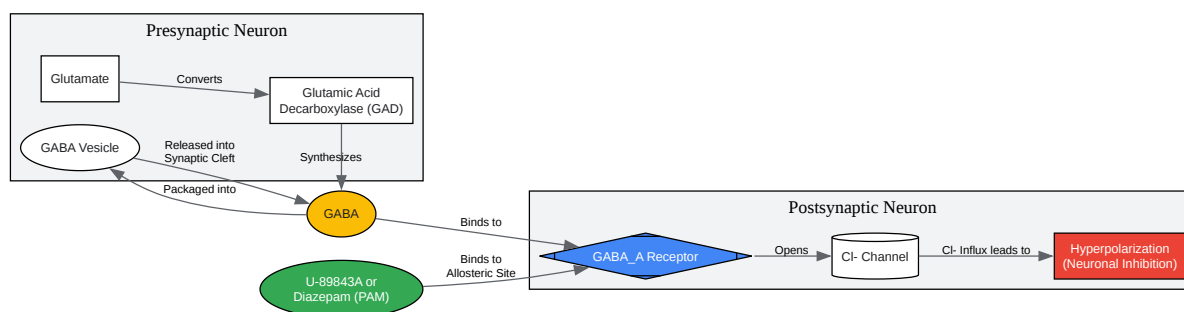 Presynaptic Neuron
Glutamate
Converts
Glutamic Acid
Decarboxylase (GAD)
GABA Vesicle
Released into
Synaptic Cleft
Synthesizes
Packaged into
GABA
Binds to
Postsynaptic Neuron
GABA_A Receptor
Opens
Cl- Channel
Cl- Influx leads to
Hyperpolarization
(Neuronal Inhibition)
Binds to
Allosteric Site
U-89843A or
Diazepam (PAM)